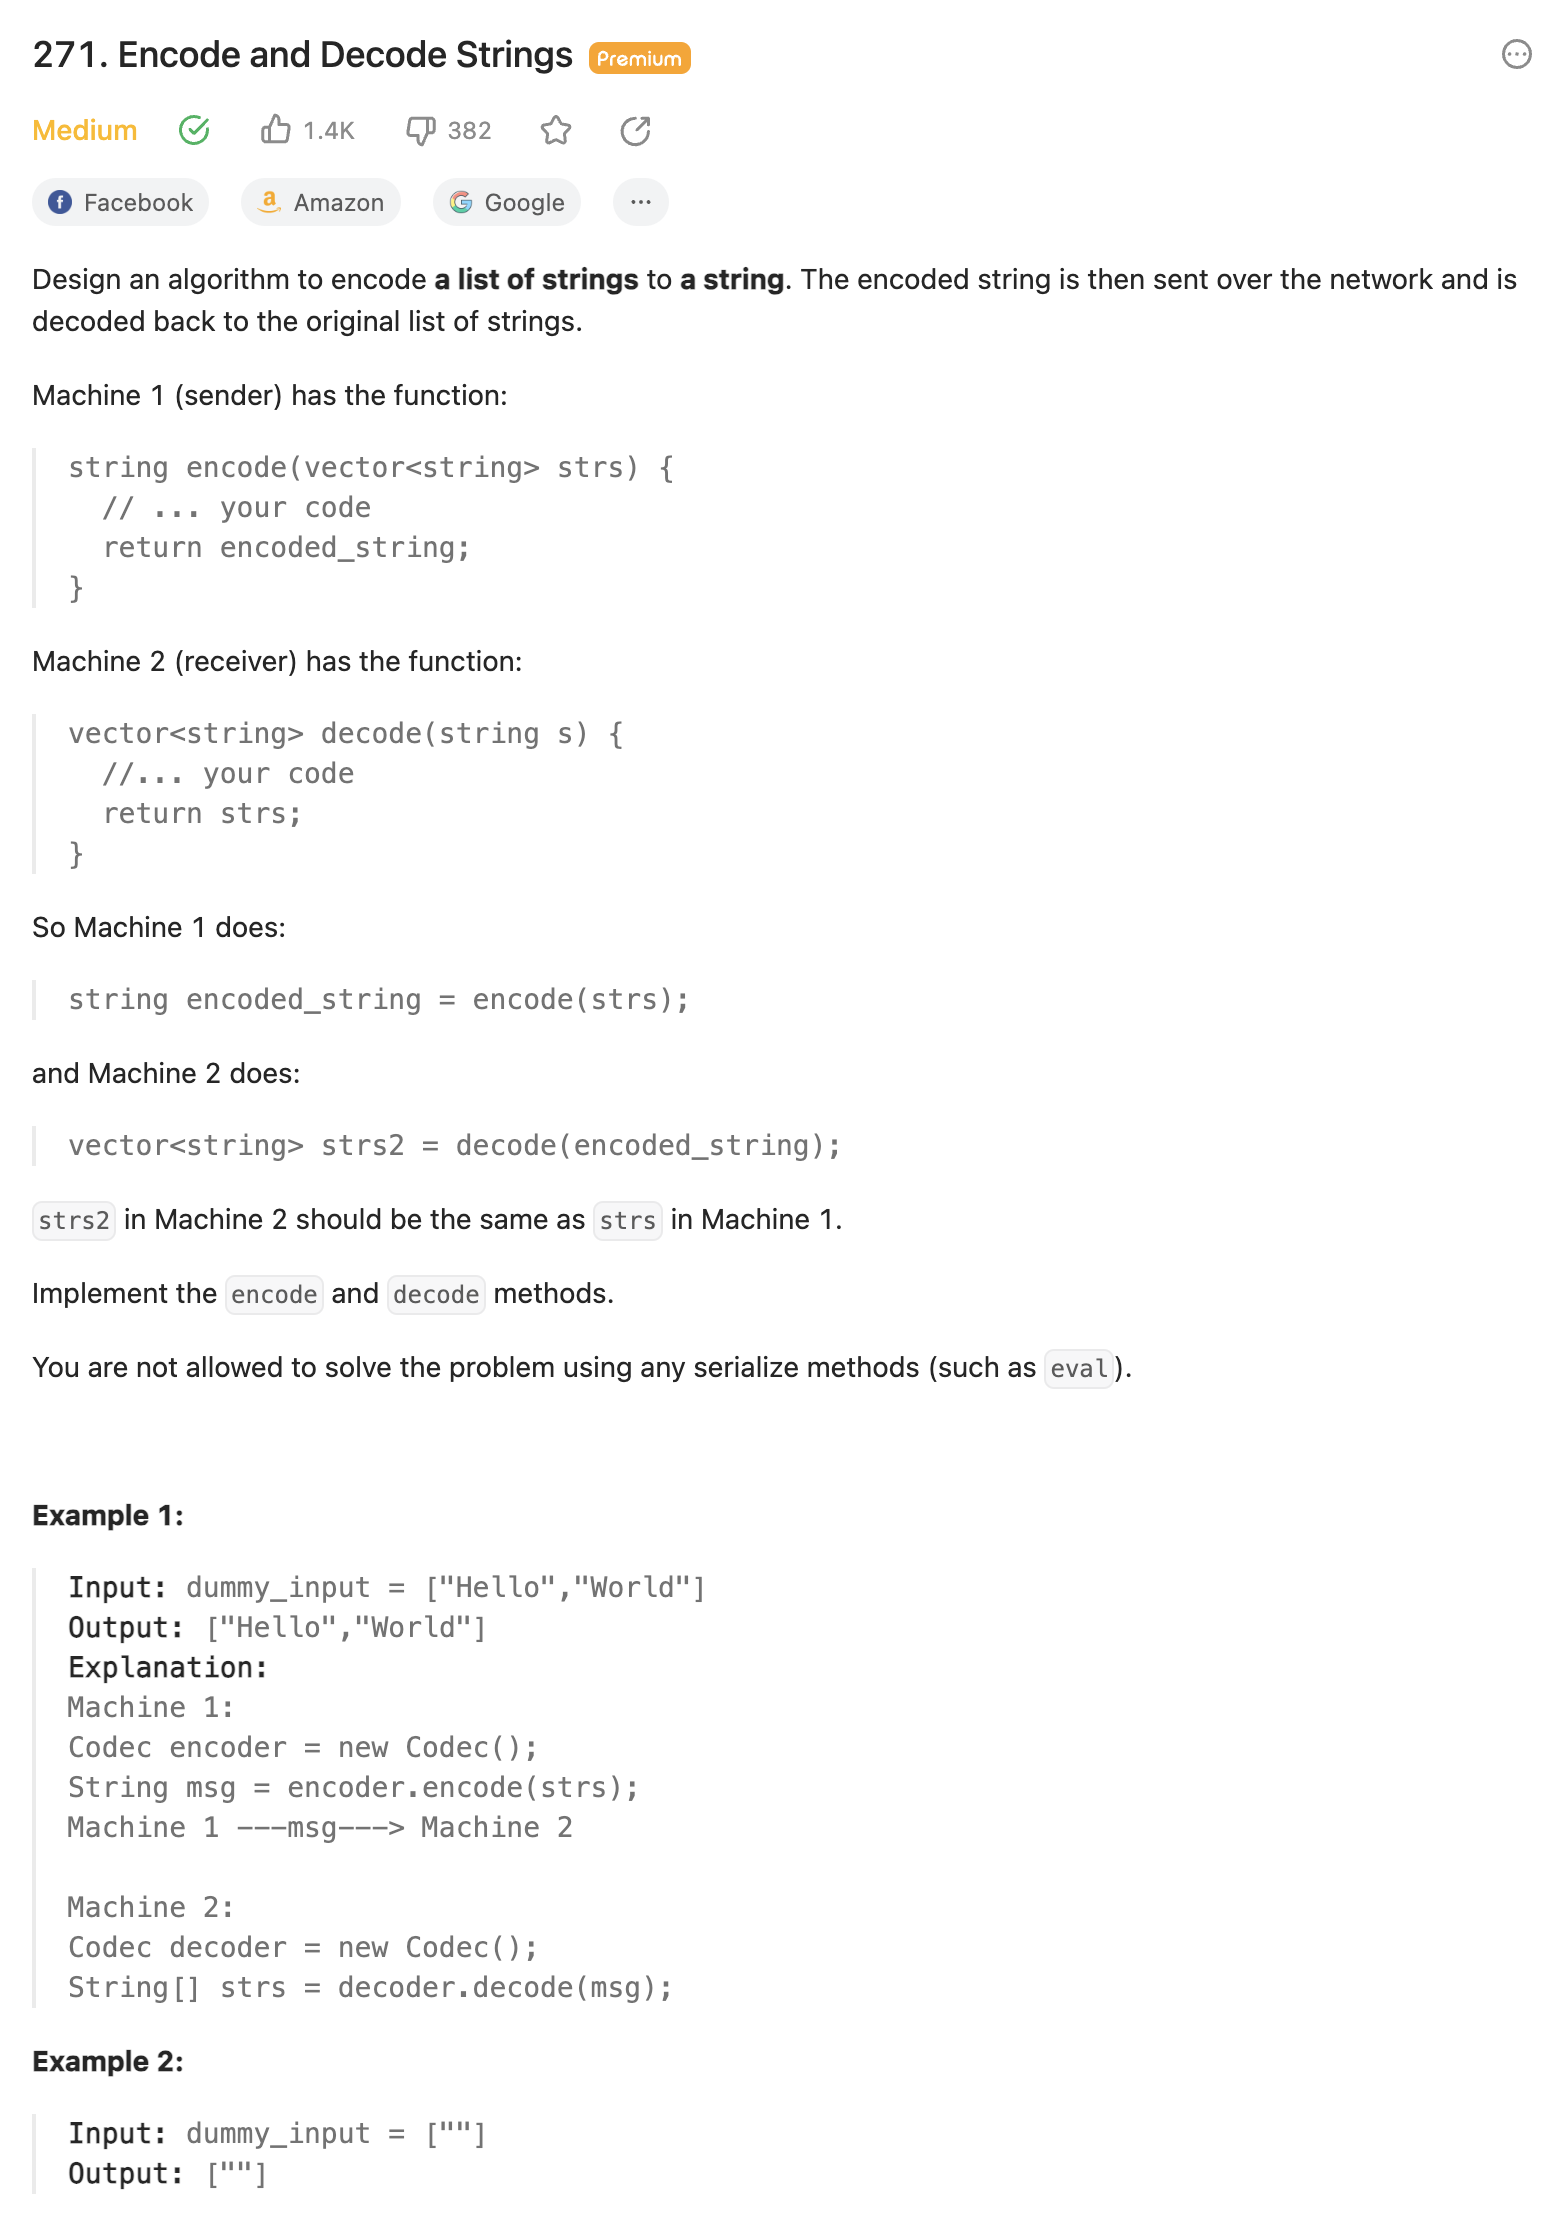 271. Encode and Decode Strings Premium
Medium 1.4K 382
Facebook Amazon Google
Design an algorithm to encode a list of strings to a string. The encoded string is then sent over the network and is
decoded back to the original list of strings.
Machine 1 (sender) has the function:
string encode(vector<string> strs) {
  // ... your code
  return encoded_string;
}
Machine 2 (receiver) has the function:
vector<string> decode(string s) {
  //... your code
  return strs;
}
So Machine 1 does:
string encoded_string = encode(strs);
and Machine 2 does:
vector<string> strs2 = decode(encoded_string);
strs2 in Machine 2 should be the same as strs in Machine 1.
Implement the encode and decode methods.
You are not allowed to solve the problem using any serialize methods (such as eval).
Example 1:
Input: dummy_input = ["Hello","World"]
Output: ["Hello","World"]
Explanation:
Machine 1:
Codec encoder = new Codec();
String msg = encoder.encode(strs);
Machine 1 ---msg---> Machine 2
Machine 2:
Codec decoder = new Codec();
String[] strs = decoder.decode(msg);
Example 2:
Input: dummy_input = [""]
Output: [""]